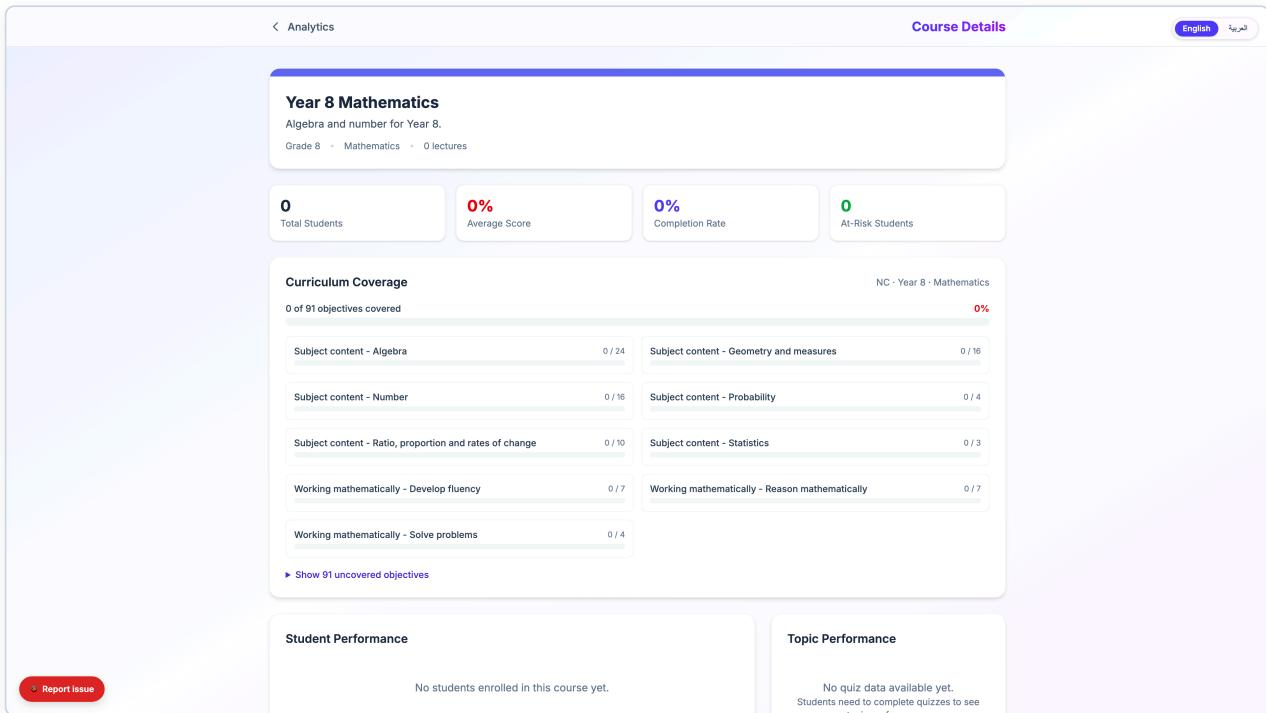 Analytics
Course Details
English
العربية
Year 8 Mathematics
Algebra and number for Year 8.
Grade 8 • Mathematics • 0 lectures
0
Total Students
0%
Average Score
0%
Completion Rate
0
At-Risk Students
Curriculum Coverage
NC · Year 8 · Mathematics
0 of 91 objectives covered
0%
Subject content - Algebra
0 / 24
Subject content - Geometry and measures
0 / 16
Subject content - Number
0 / 16
Subject content - Probability
0 / 4
Subject content - Ratio, proportion and rates of change
0 / 10
Subject content - Statistics
0 / 3
Working mathematically - Develop fluency
0 / 7
Working mathematically - Reason mathematically
0 / 7
Working mathematically - Solve problems
0 / 4
Show 91 uncovered objectives
Student Performance
No students enrolled in this course yet.
Topic Performance
No quiz data available yet.
Students need to complete quizzes to see
Report issue